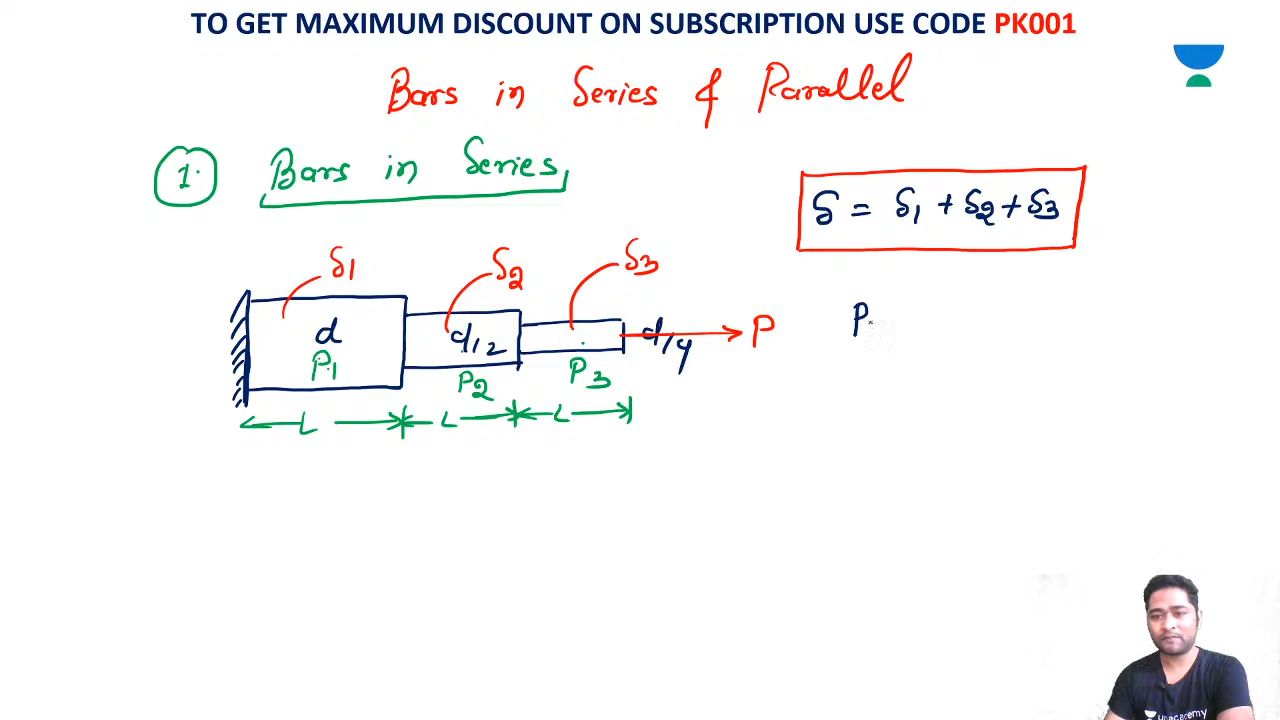 TO GET MAXIMUM DISCOUNT ON SUBSCRIPTION USE CODE PK001
Bars in Series & Parallel
1. Bars in Series
δ = δ1 + δ2 + δ3
δ1 δ2 δ3
d d/2 d/4 P
P1 P2 P3
L L L
P